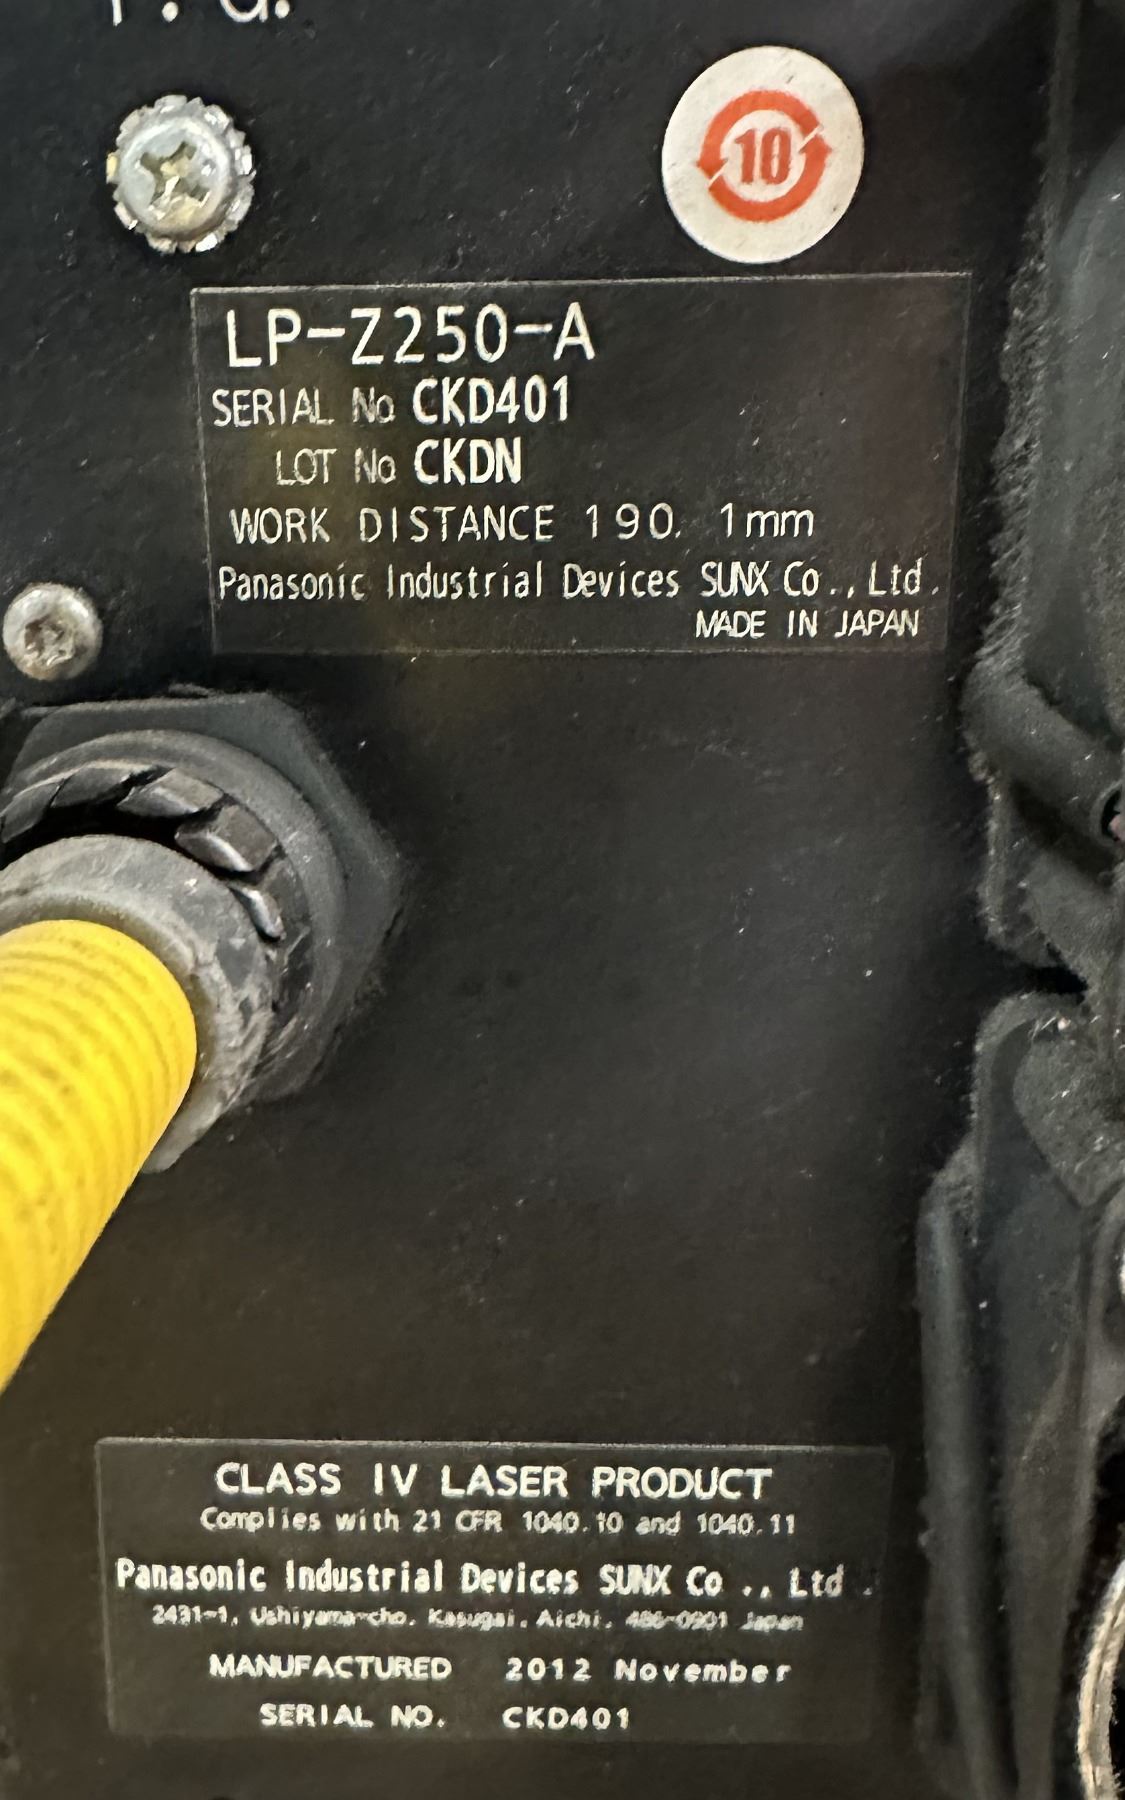 10
LP-Z250-A
SERIAL No CKD401
LOT No CKDN
WORK DISTANCE 190.1mm
Panasonic Industrial Devices SUNX Co., Ltd.
MADE IN JAPAN
CLASS IV LASER PRODUCT
Complies with 21 CFR 1040.10 and 1040.11
Panasonic Industrial Devices SUNX Co., Ltd.
2431-1, Ushiyama-cho, Kasugai, Aichi, 486-0901 Japan
MANUFACTURED 2012 November
SERIAL NO. CKD401